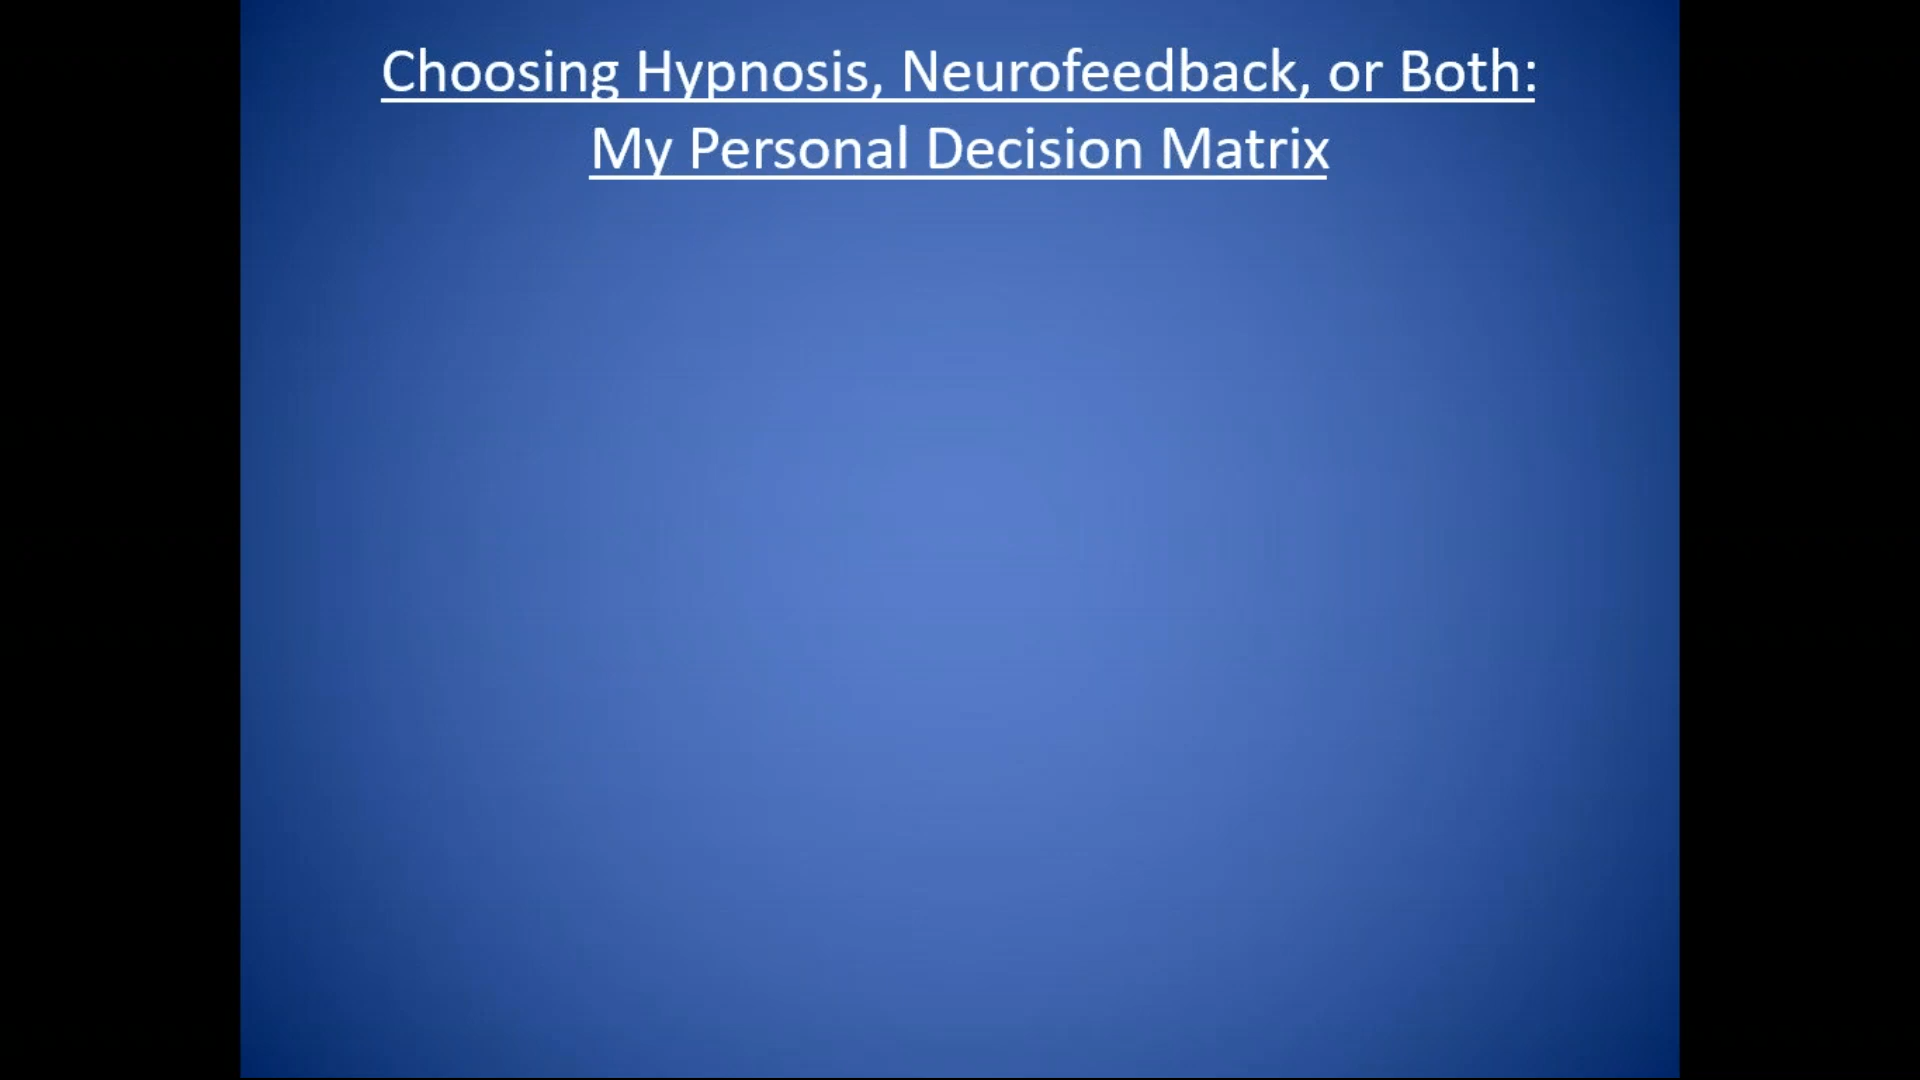 Choosing Hypnosis, Neurofeedback, or Both:
My Personal Decision Matrix